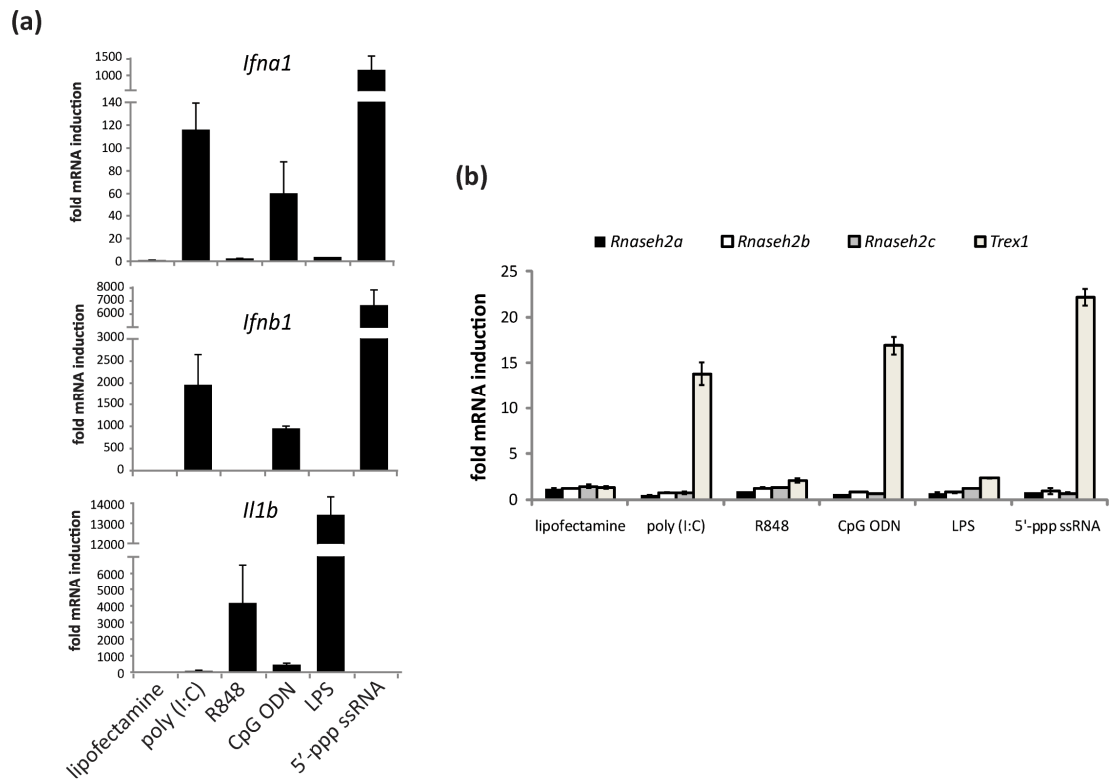 (a)
Ifna1
fold mRNA induction
1500
1000
140
120
100
80
60
40
20
0
Ifnb1
fold mRNA induction
8000
7000
6000
3000
2500
2000
1500
1000
500
0
Il1b
fold mRNA induction
14000
13000
12000
6000
5000
4000
3000
2000
1000
0
lipofectamine
poly (I:C)
R848
CpG ODN
LPS
5′-ppp ssRNA
(b)
Rnaseh2a Rnaseh2b Rnaseh2c Trex1
fold mRNA induction
25
20
15
10
5
0
lipofectamine poly (I:C) R848 CpG ODN LPS 5'-ppp ssRNA